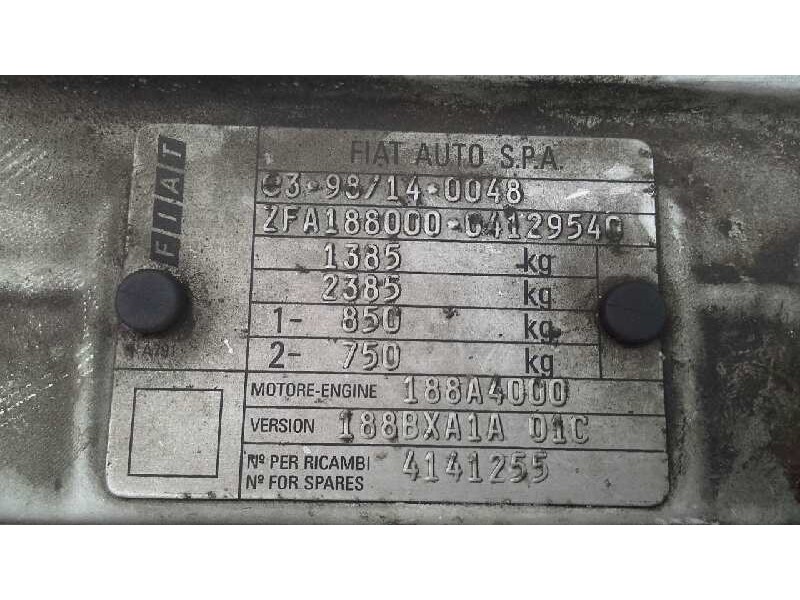 FIAT
FIAT AUTO S.P.A.
e3*98/14*0048
ZFA188000*04129540
1385 kg
2385 kg
1- 850 kg
2- 750 kg
MOTORE-ENGINE 188A4000
VERSION 188BXA1A 01C
Nº PER RICAMBI 4141255
Nº FOR SPARES